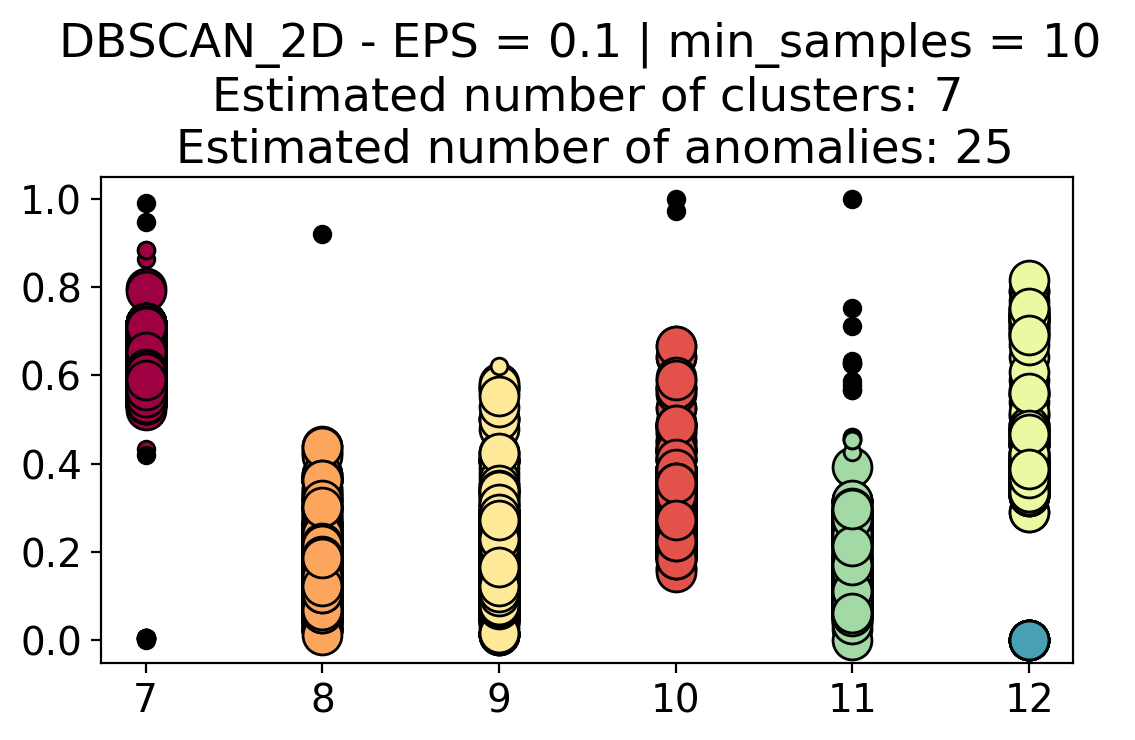 DBSCAN_2D - EPS = 0.1 | min_samples = 10
Estimated number of clusters: 7
Estimated number of anomalies: 25
1.0
0.8
0.6
0.4
0.2
0.0
7 8 9 10 11 12